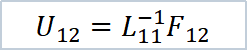 U₁₂ = L₁₁⁻¹F₁₂